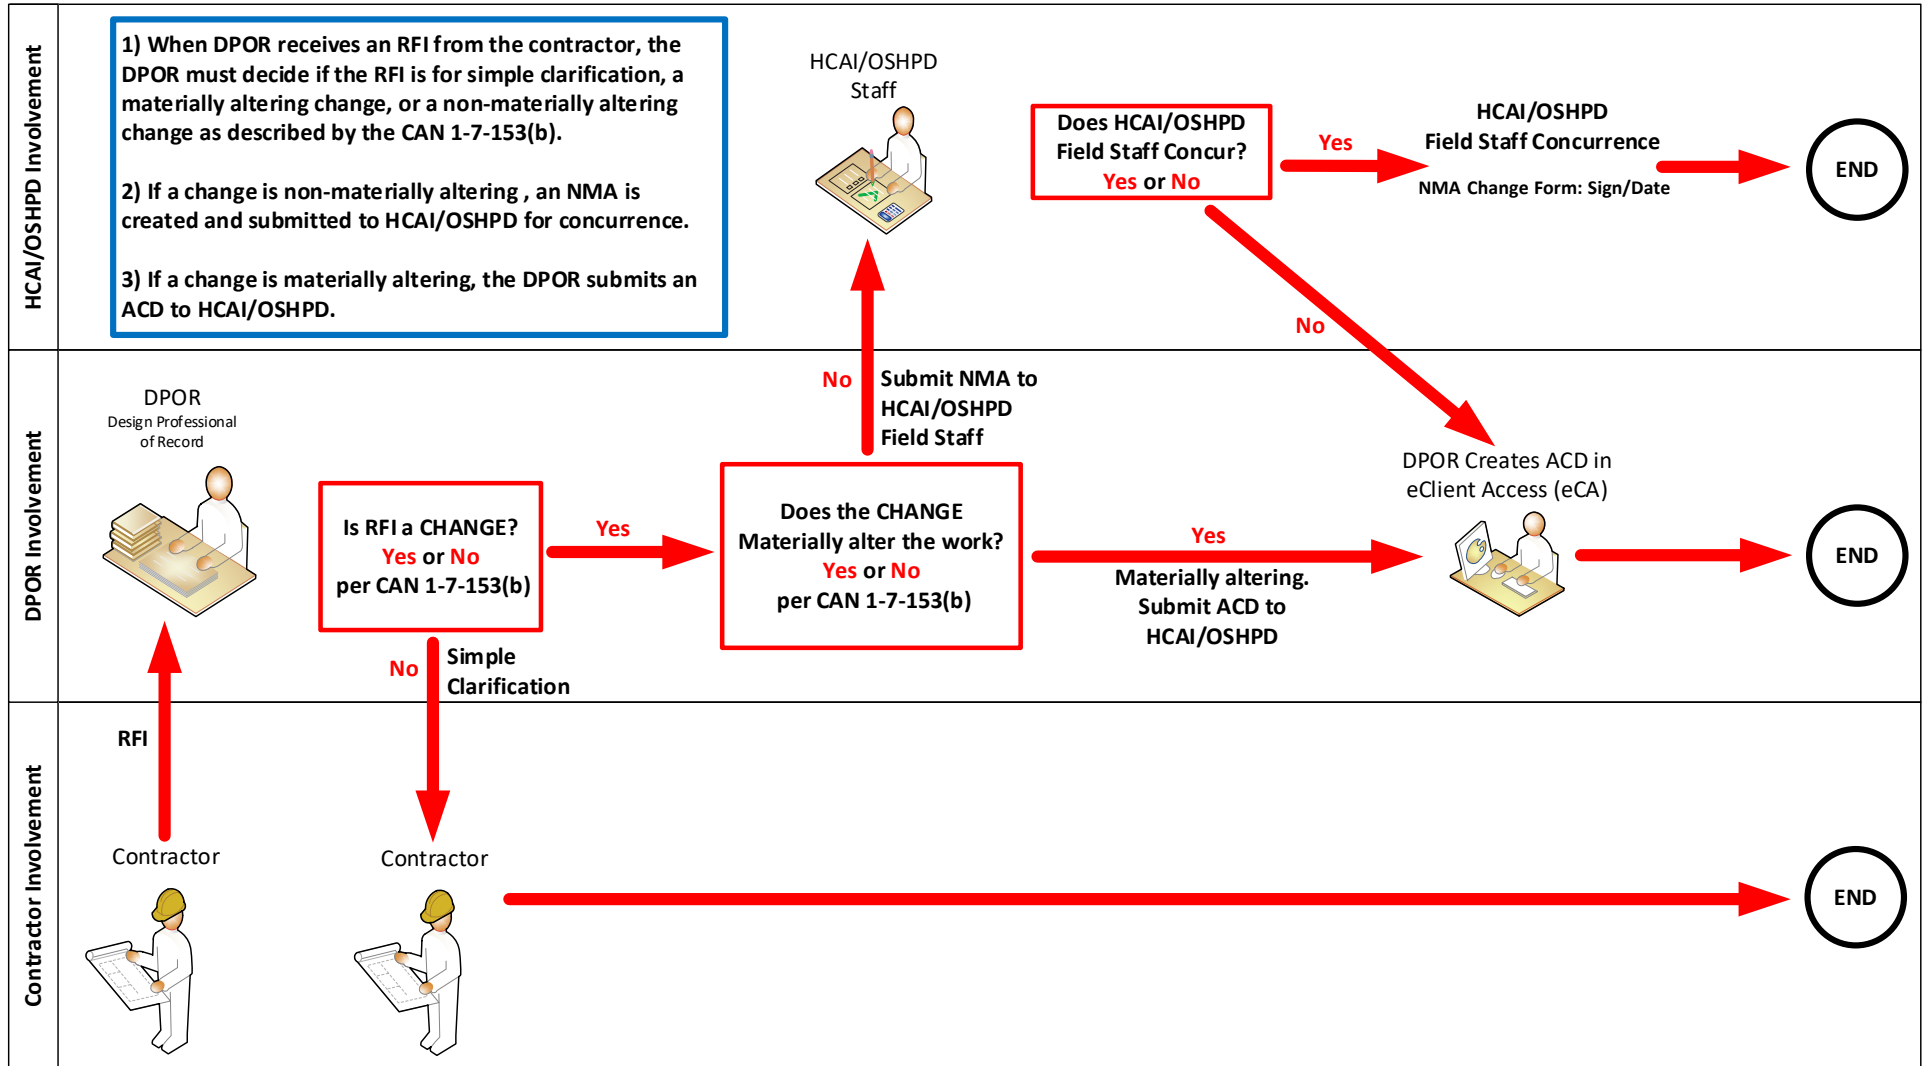 HCAI/OSHPD Involvement
1) When DPOR receives an RFI from the contractor, the
DPOR must decide if the RFI is for simple clarification, a
materially altering change, or a non-materially altering
change as described by the CAN 1-7-153(b).
2) If a change is non-materially altering , an NMA is
created and submitted to HCAI/OSHPD for concurrence.
3) If a change is materially altering, the DPOR submits an
ACD to HCAI/OSHPD.
HCAI/OSHPD
Staff
Does HCAI/OSHPD
Field Staff Concur?
Yes or No
Yes
HCAI/OSHPD
Field Staff Concurrence
NMA Change Form: Sign/Date
END
No
DPOR Involvement
DPOR
Design Professional
of Record
Is RFI a CHANGE?
Yes or No
per CAN 1-7-153(b)
Yes
No
Submit NMA to
HCAI/OSHPD
Field Staff
Does the CHANGE
Materially alter the work?
Yes or No
per CAN 1-7-153(b)
Yes
Materially altering.
Submit ACD to
HCAI/OSHPD
DPOR Creates ACD in
eClient Access (eCA)
END
No
Simple
Clarification
Contractor Involvement
RFI
Contractor
Contractor
END